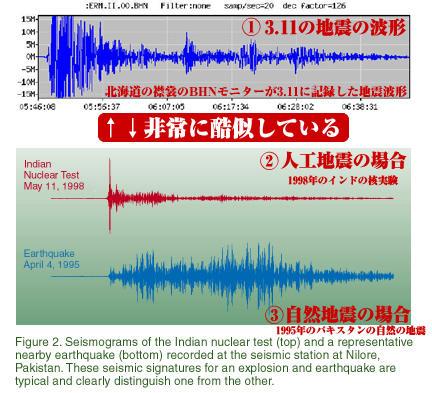 :ERM.II.00.BHN Filter:none samp/sec=20 dec factor=126
15M
10M
5M
0M
-5M
-10M
-15M
①3.11の地震の波形
北海道の襟裳のBHNモニターが3.11に記録した地震波形
05:46:08 05:56:37 06:07:05 06:17:34 06:28:02 06:38:31
↑↓非常に酷似している
Indian
Nuclear Test
May 11, 1998
②人工地震の場合
1998年のインドの核実験
Earthquake
April 4, 1995
③自然地震の場合
1995年のパキスタンの自然の地震
Figure 2. Seismograms of the Indian nuclear test (top) and a representative
nearby earthquake (bottom) recorded at the seismic station at Nilore,
Pakistan. These seismic signatures for an explosion and earthquake are
typical and clearly distinguish one from the other.